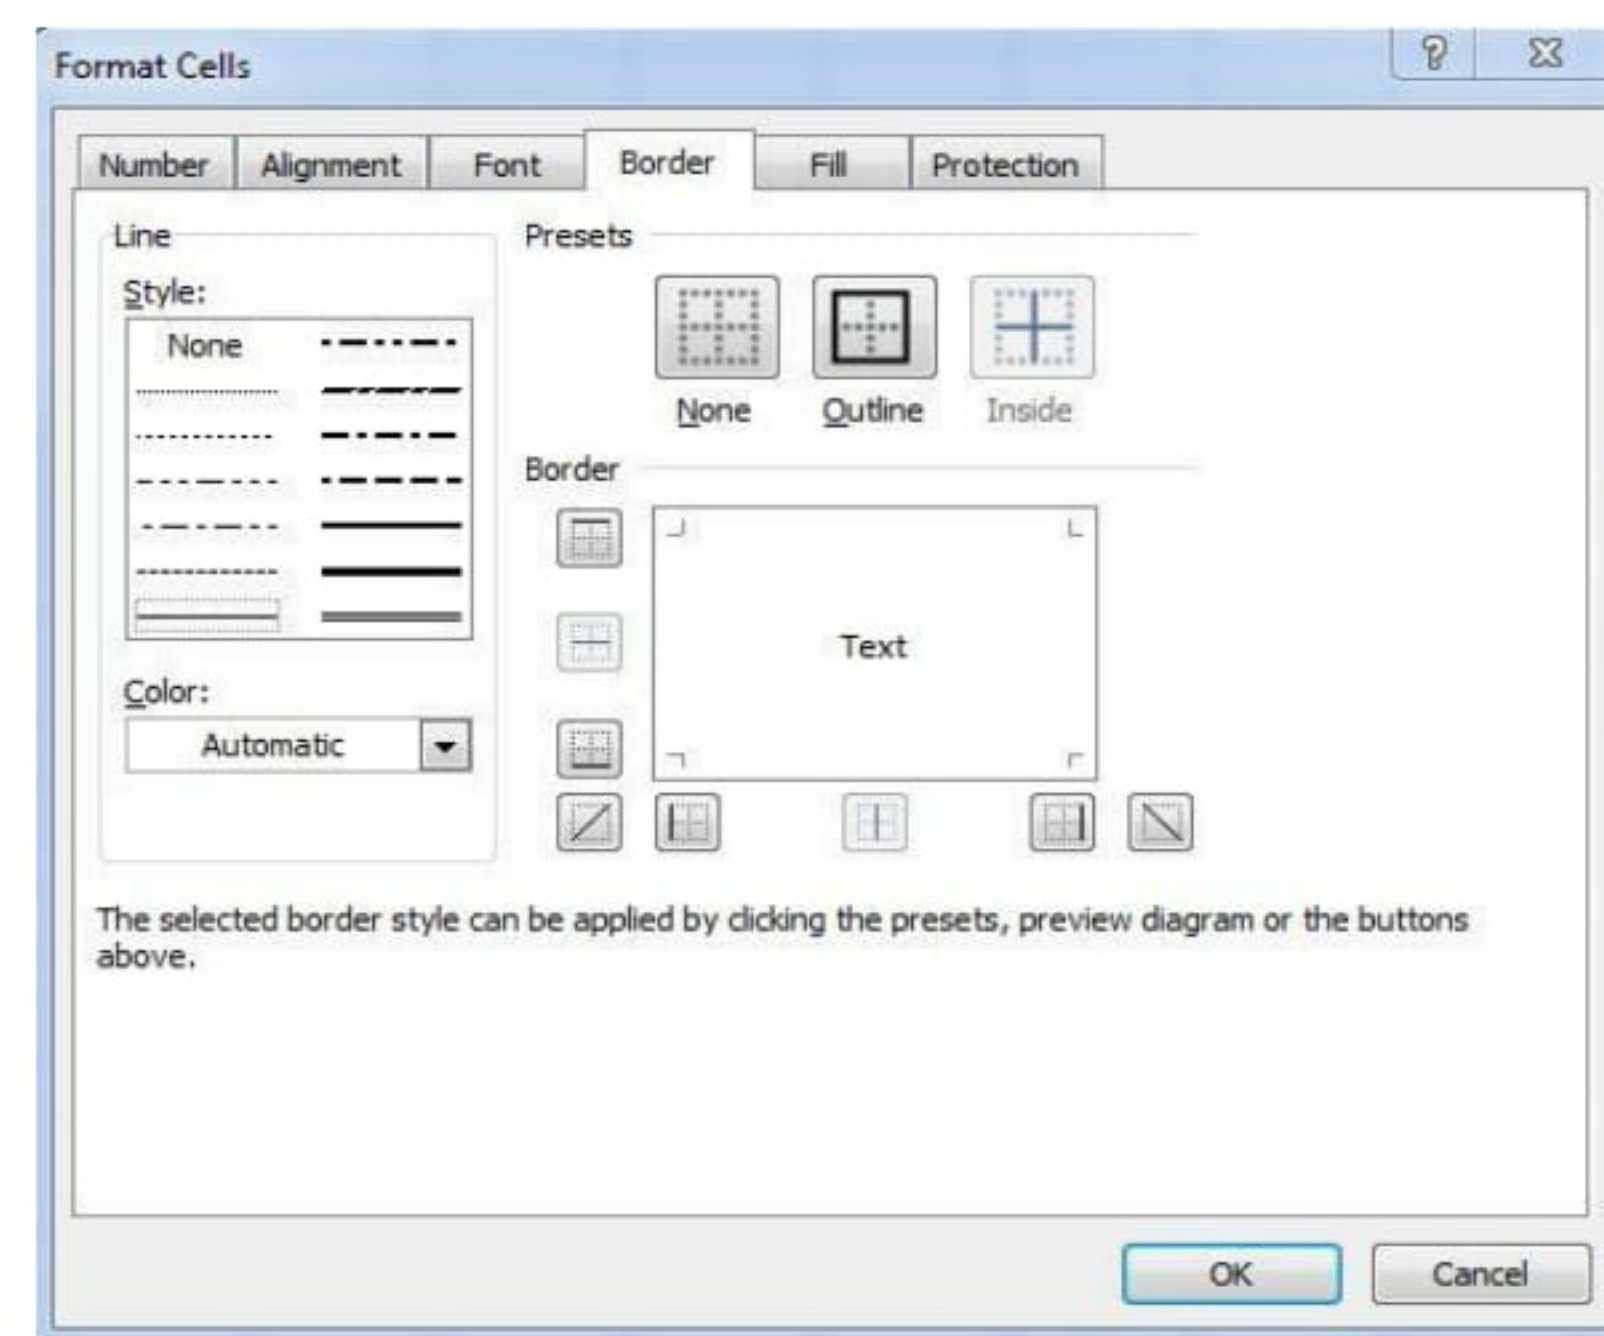 Format Cells
Number Alignment Font Border Fill Protection
Line
Style:
None
Color:
Automatic
Presets
None Outline Inside
Border
Text
The selected border style can be applied by clicking the presets, preview diagram or the buttons
above.
OK Cancel